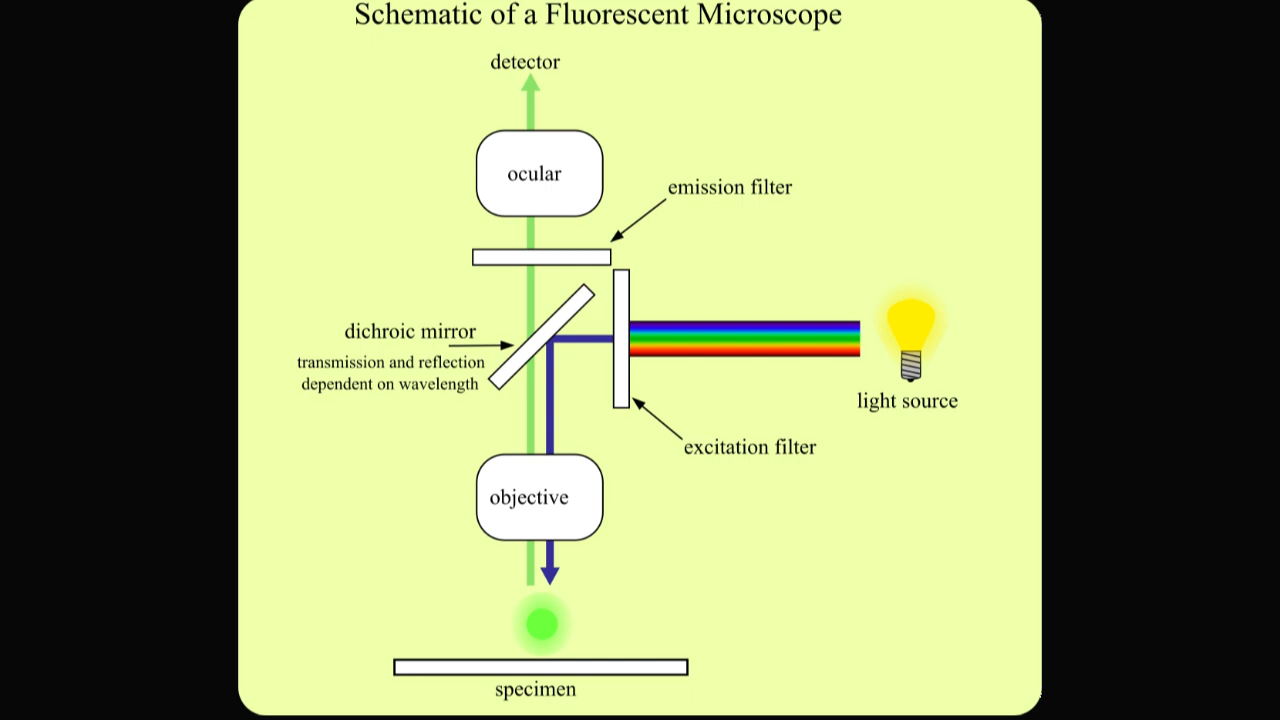 Schematic of a Fluorescent Microscope
detector
ocular
emission filter
dichroic mirror
transmission and reflection
dependent on wavelength
light source
excitation filter
objective
specimen